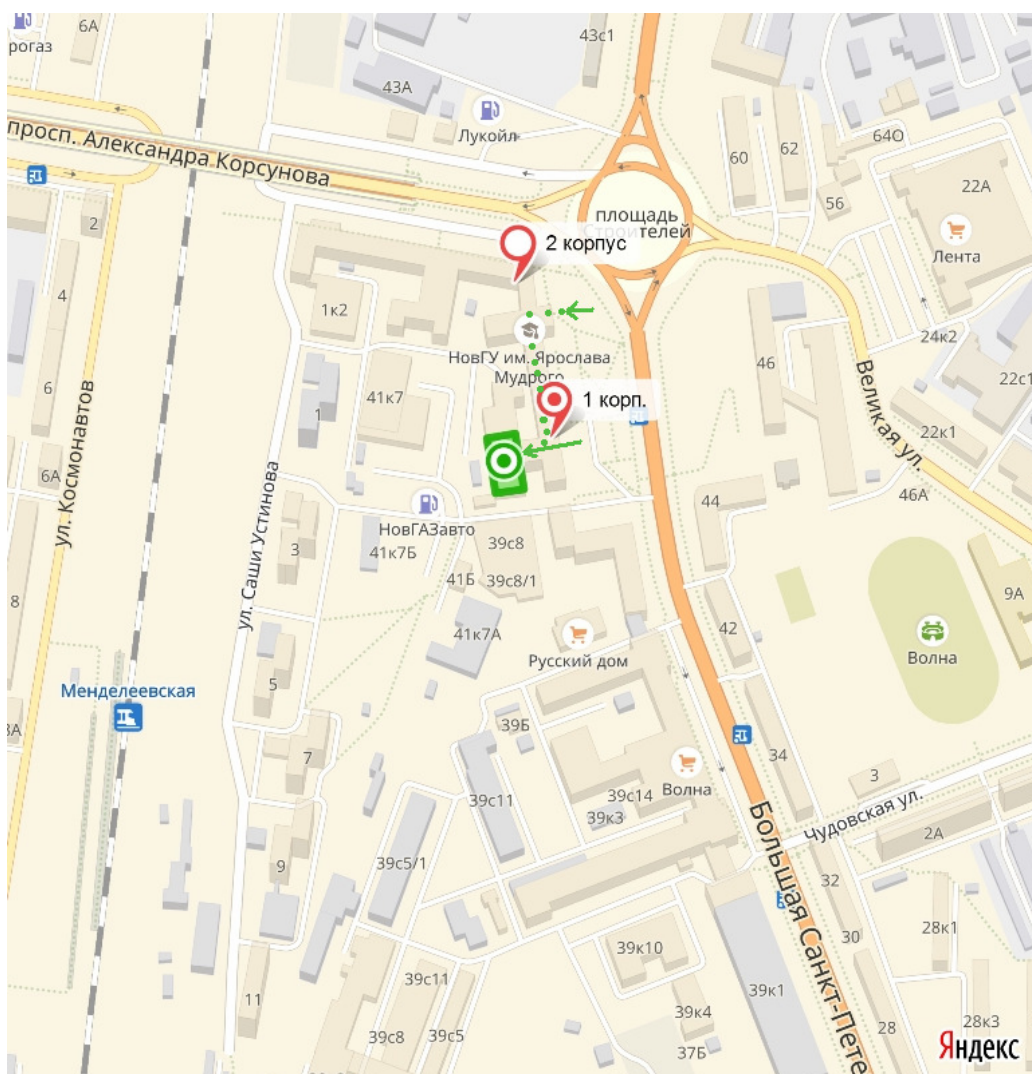 6А
рогаз
43с1
43А
Лукойл
просп. Александра Корсунова
60
62
64О
56
22А
Лента
площадь
Строителей
2
2 корпус
4
1к2
НовГУ им. Ярослава
Мудрого
46
24к2
22с1
Великая ул.
6
1
41к7
1 корп.
22к1
6А
ул. Космонавтов
ул. Саши Устинова
НовГАЗавто
44
46А
3
41к7Б
39с8
41Б
39с8/1
8
9А
41к7А
Русский дом
42
Волна
Менделеевская
5
39Б
7
34
3
39с11
39с14
Волна
39к3
Чудовская ул.
2А
Большая Санкт-Пете
9
39с5/1
32
30
28к1
39к10
39к1
11
39с11
39к4
39с8
39с5
37Б
28
28к3
Яндекс